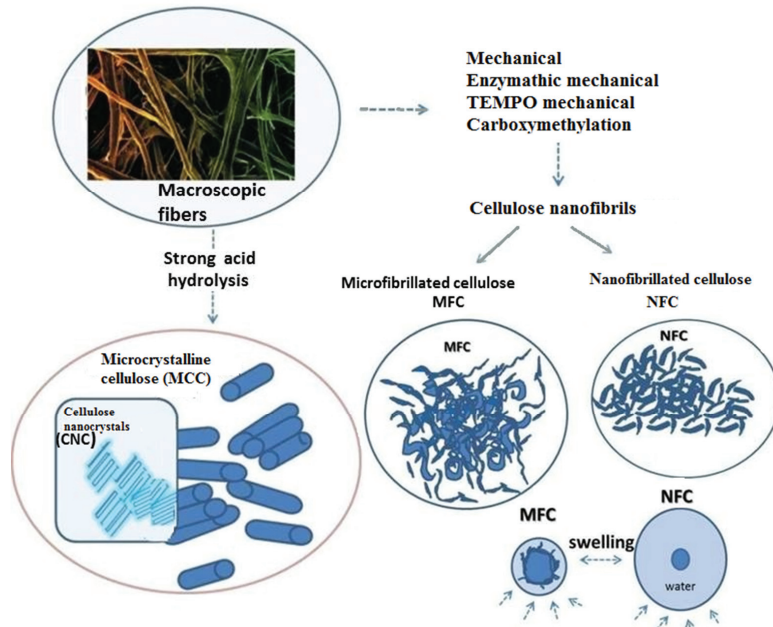 Macroscopic
fibers
Mechanical
Enzymathic mechanical
TEMPO mechanical
Carboxymethylation
Cellulose nanofibrils
Strong acid
hydrolysis
Microfibrillated cellulose
MFC
Nanofibrillated cellulose
NFC
MFC
NFC
Microcrystalline
cellulose (MCC)
Cellulose
nanocrystals
(CNC)
MFC
swelling
NFC
water